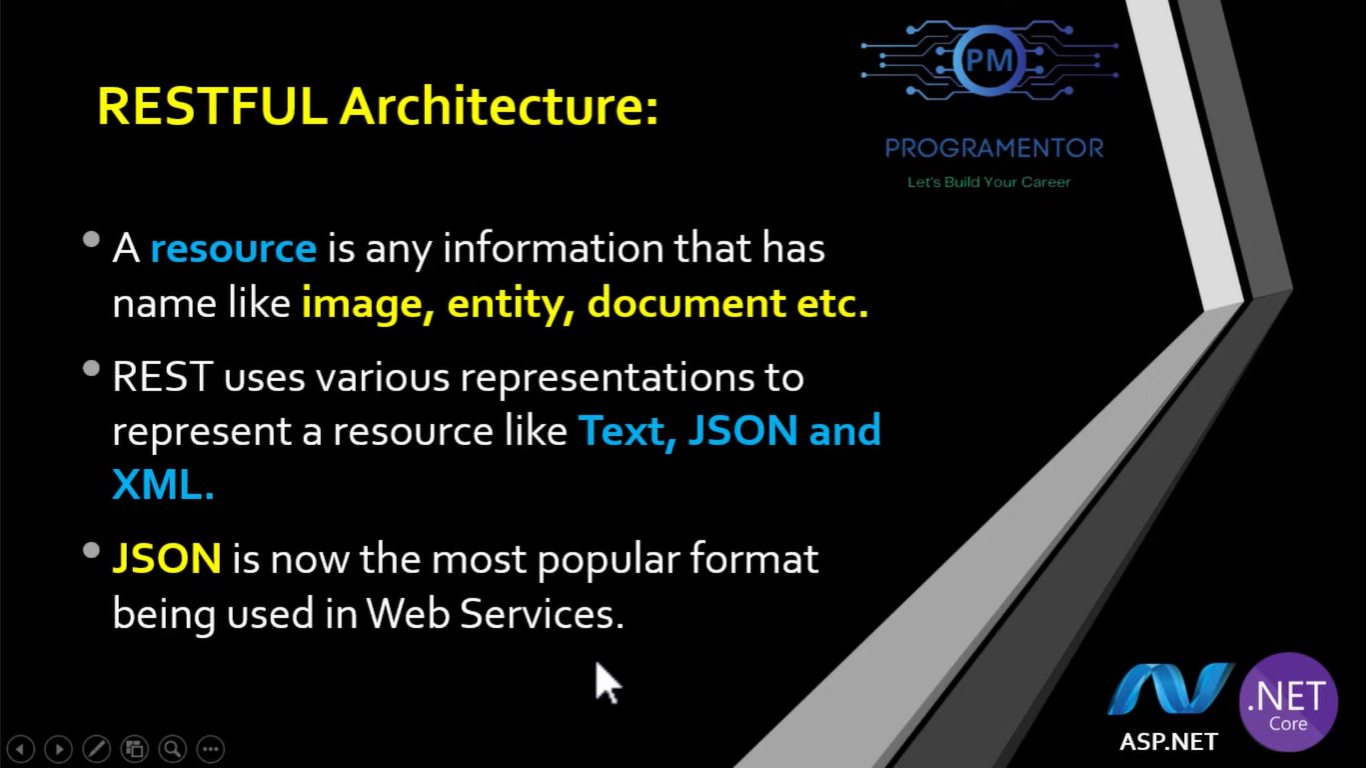 PM
PROGRAMENTOR
Let's Build Your Career
RESTFUL Architecture:
A resource is any information that has
name like image, entity, document etc.
REST uses various representations to
represent a resource like Text, JSON and
XML.
JSON is now the most popular format
being used in Web Services.
ASP.NET
.NET
Core